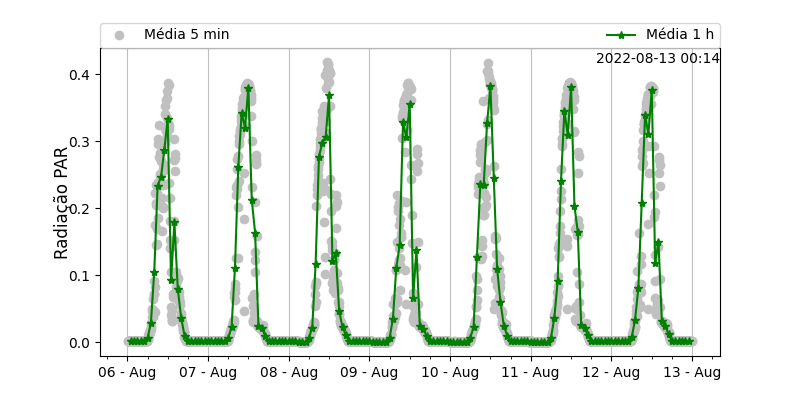 Média 5 min
Média 1 h
2022-08-13 00:14
Radiação PAR
0.4
0.3
0.2
0.1
0.0
06 - Aug
07 - Aug
08 - Aug
09 - Aug
10 - Aug
11 - Aug
12 - Aug
13 - Aug